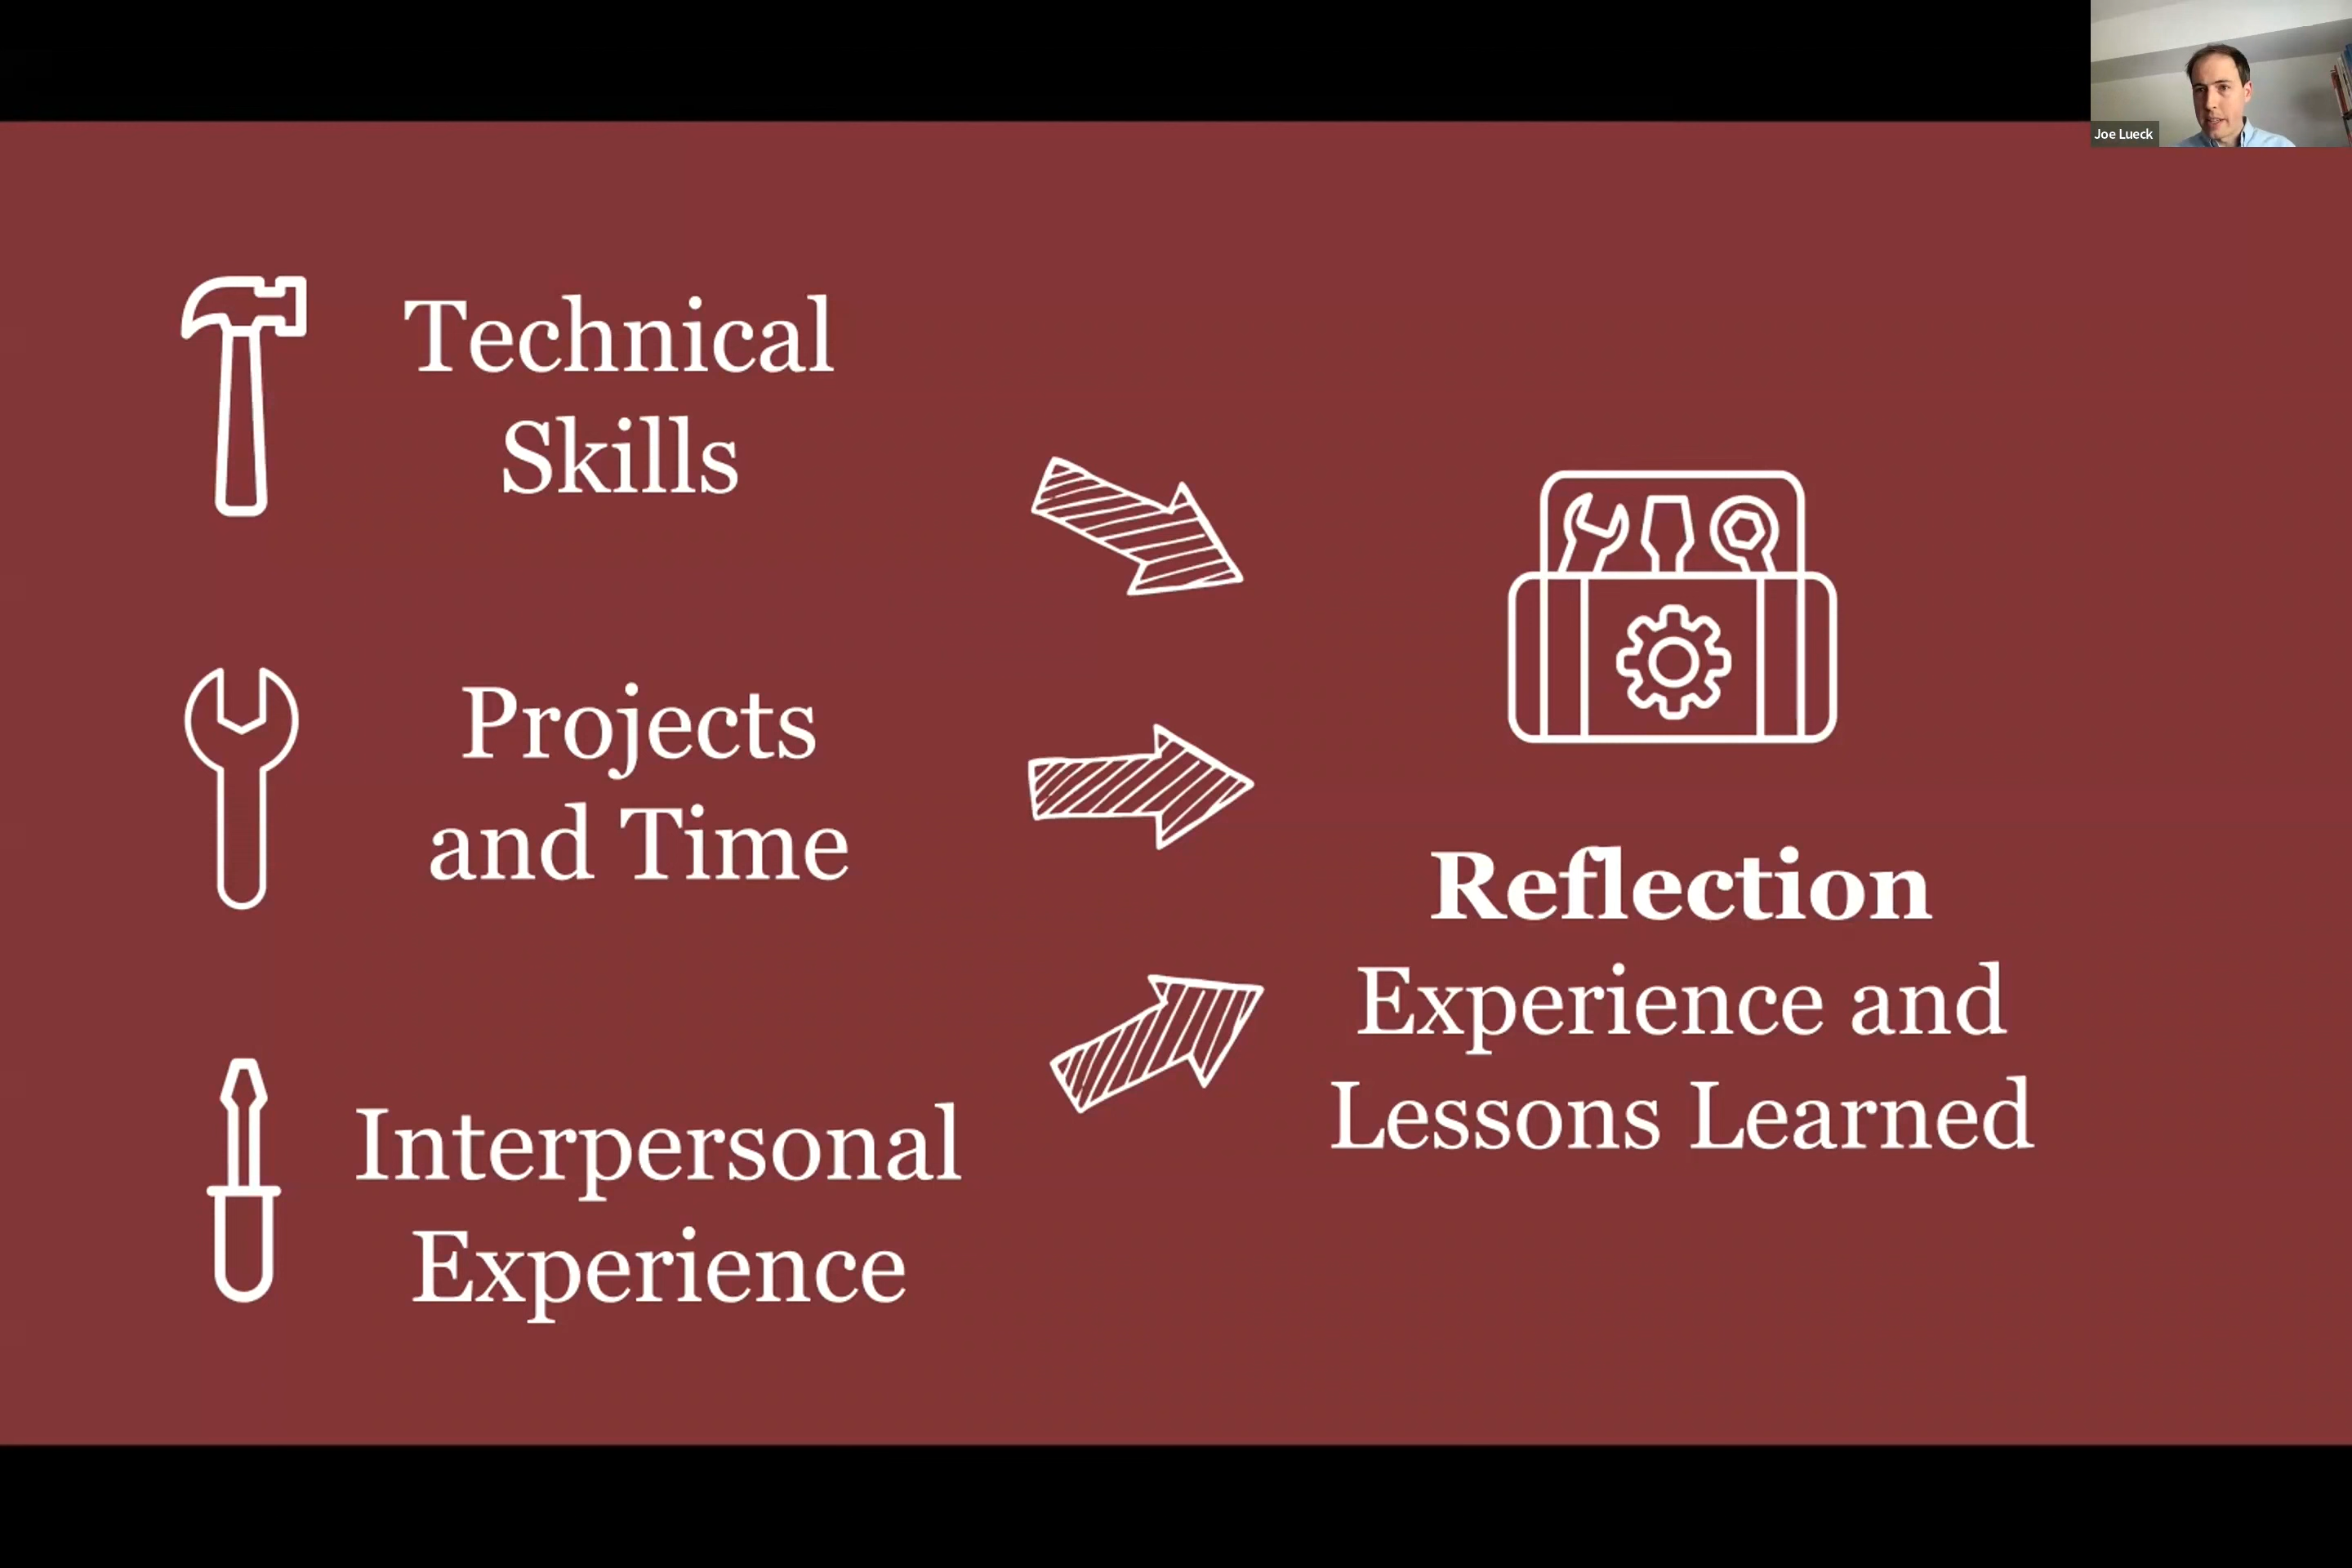 Joe Lueck
Technical
Skills
Projects
and Time
Interpersonal
Experience
Reflection
Experience and
Lessons Learned